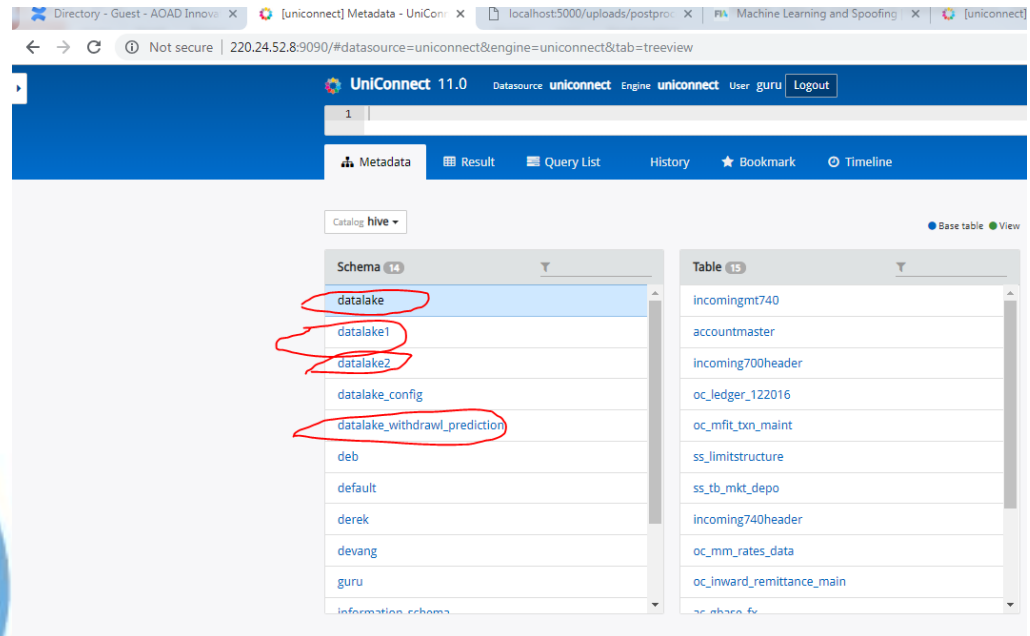 Directory - Guest - AOAD Innova
[uniconnect] Metadata - UniConn
localhost:5000/uploads/postproc
FIN Machine Learning and Spoofing
[uniconnect]
Not secure 220.24.52.8:9090/#datasource=uniconnect&engine=uniconnect&tab=treeview
UniConnect 11.0 Datasource uniconnect Engine uniconnect User guru Logout
1
Metadata Result Query List History Bookmark Timeline
Catalog hive
Base table View
Schema 14
datalake
datalake1
datalake2
datalake_config
datalake_withdrawl_prediction
deb
default
derek
devang
guru
information_schema
Table 15
incomingmt740
accountmaster
incoming700header
oc_ledger_122016
oc_mfit_txn_maint
ss_limitstructure
ss_tb_mkt_depo
incoming740header
oc_mm_rates_data
oc_inward_remittance_main